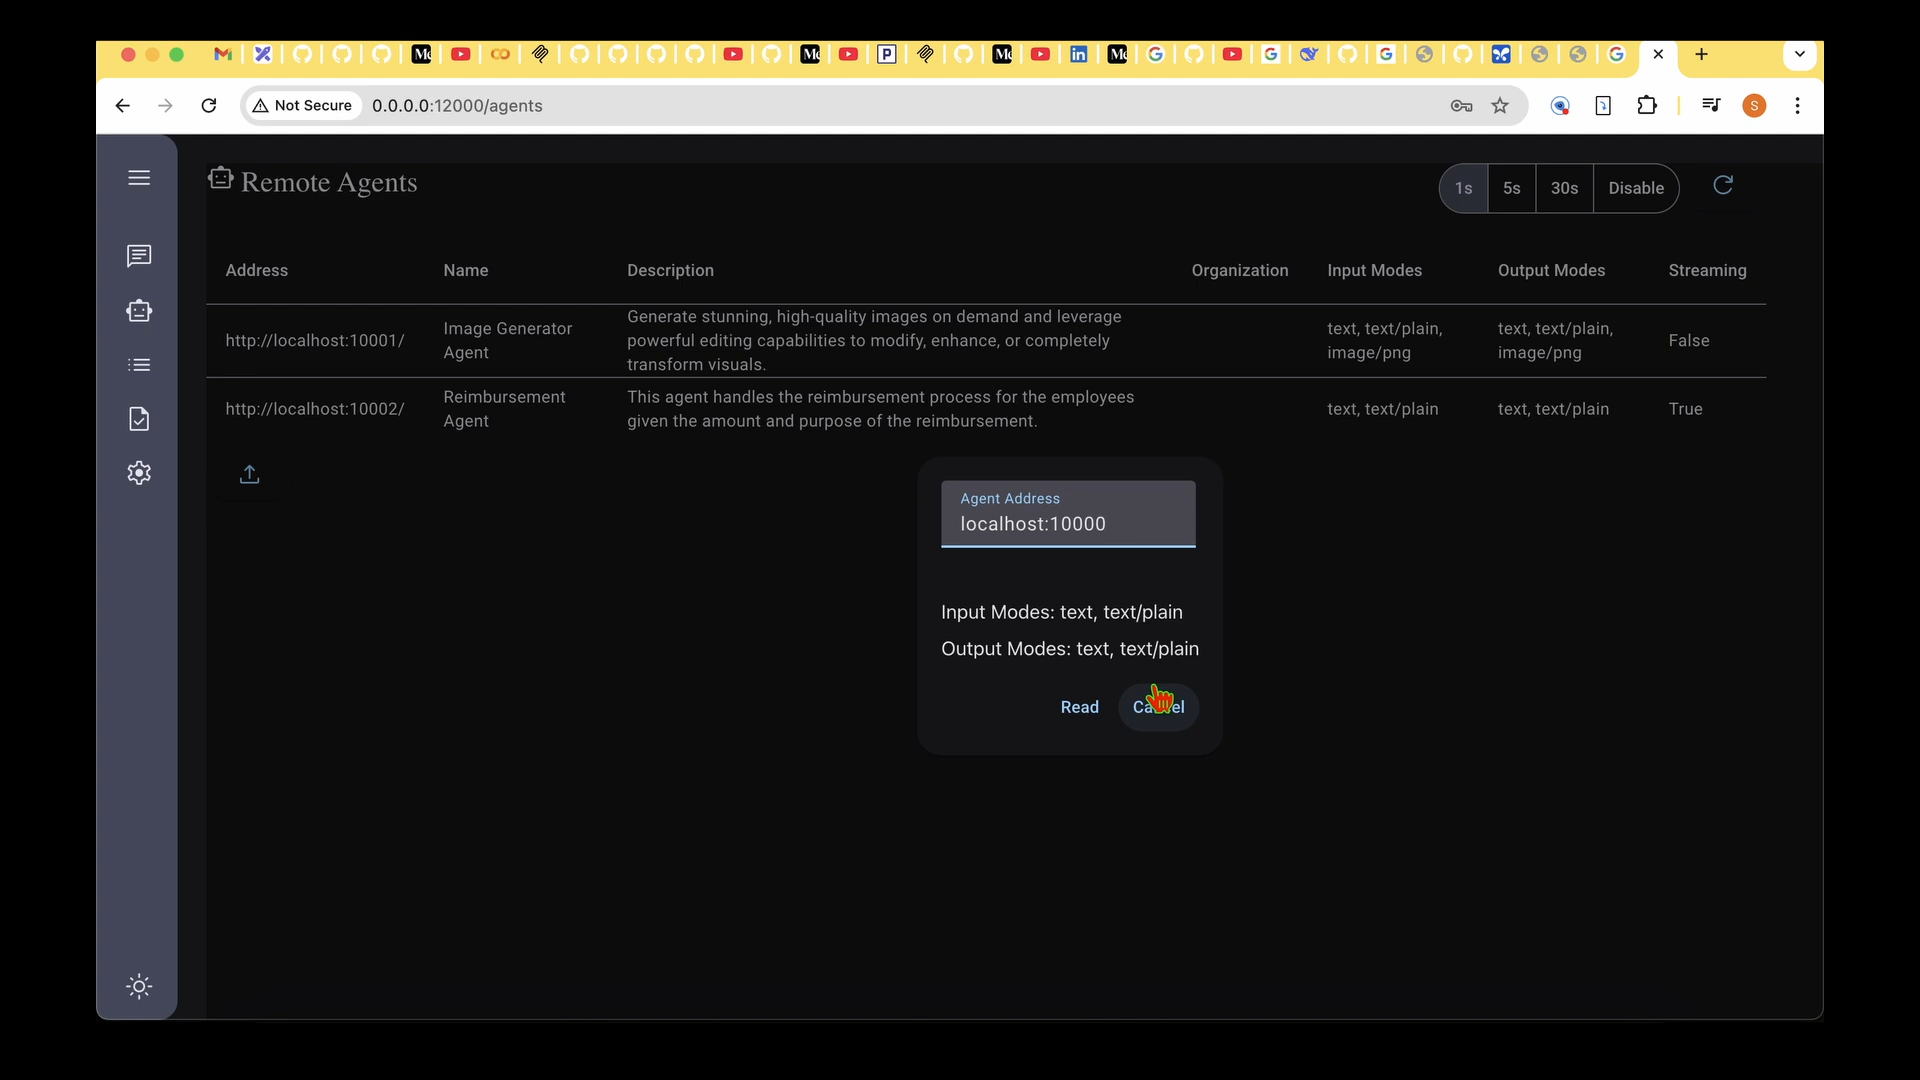 Not Secure
0.0.0.0:12000/agents
S
Remote Agents
1s
5s
30s
Disable
Address
Name
Description
Organization
Input Modes
Output Modes
Streaming
http://localhost:10001/
Image Generator
Agent
Generate stunning, high-quality images on demand and leverage
powerful editing capabilities to modify, enhance, or completely
transform visuals.
text, text/plain,
image/png
text, text/plain,
image/png
False
http://localhost:10002/
Reimbursement
Agent
This agent handles the reimbursement process for the employees
given the amount and purpose of the reimbursement.
text, text/plain
text, text/plain
True
Agent Address
localhost:10000
Input Modes: text, text/plain
Output Modes: text, text/plain
Read